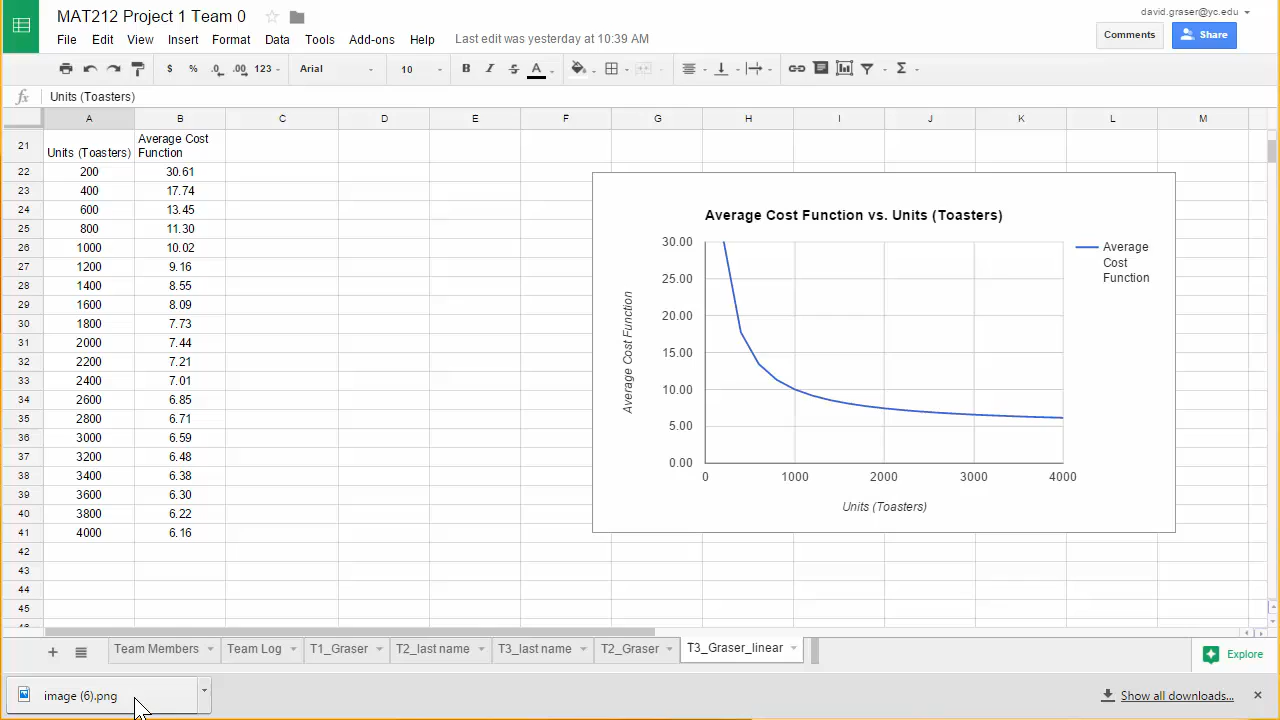 MAT212 Project 1 Team 0
david.graser@yc.edu
File Edit View Insert Format Data Tools Add-ons Help Last edit was yesterday at 10:39 AM
Comments Share
$ % .0 .00 123 Arial 10 B I S A Σ
fx Units (Toasters)
A B C D E F G H I J K L M
21 Units (Toasters) Average Cost
Function
22 200 30.61
23 400 17.74
24 600 13.45
25 800 11.30
26 1000 10.02
27 1200 9.16
28 1400 8.55
29 1600 8.09
30 1800 7.73
31 2000 7.44
32 2200 7.21
33 2400 7.01
34 2600 6.85
35 2800 6.71
36 3000 6.59
37 3200 6.48
38 3400 6.38
39 3600 6.30
40 3800 6.22
41 4000 6.16
42
43
44
45
Average Cost Function vs. Units (Toasters)
30.00
25.00
20.00
15.00
10.00
5.00
0.00
Average Cost Function
0 1000 2000 3000 4000
Units (Toasters)
Average
Cost
Function
Team Members Team Log T1_Graser T2_last name T3_last name T2_Graser T3_Graser_linear
Explore
image (6).png
Show all downloads...